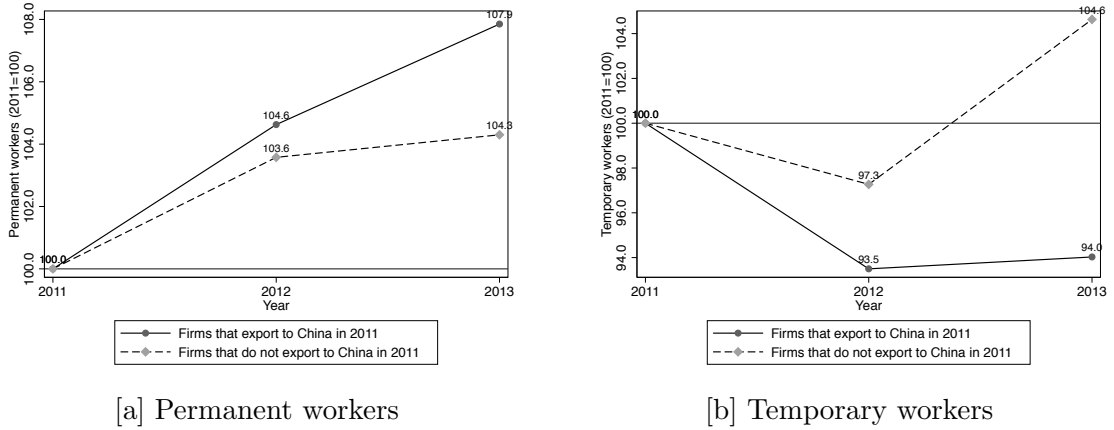 Permanent workers (2011=100)
108.0
106.0
104.0
102.0
100.0
100.0
100.0
104.6
103.6
107.9
104.3
2011
2012
2013
Year
Firms that export to China in 2011
Firms that do not export to China in 2011
[a] Permanent workers
Temporary workers (2011=100)
104.0
102.0
100.0
98.0
96.0
94.0
100.0
100.0
97.3
93.5
104.6
94.0
2011
2012
2013
Year
Firms that export to China in 2011
Firms that do not export to China in 2011
[b] Temporary workers